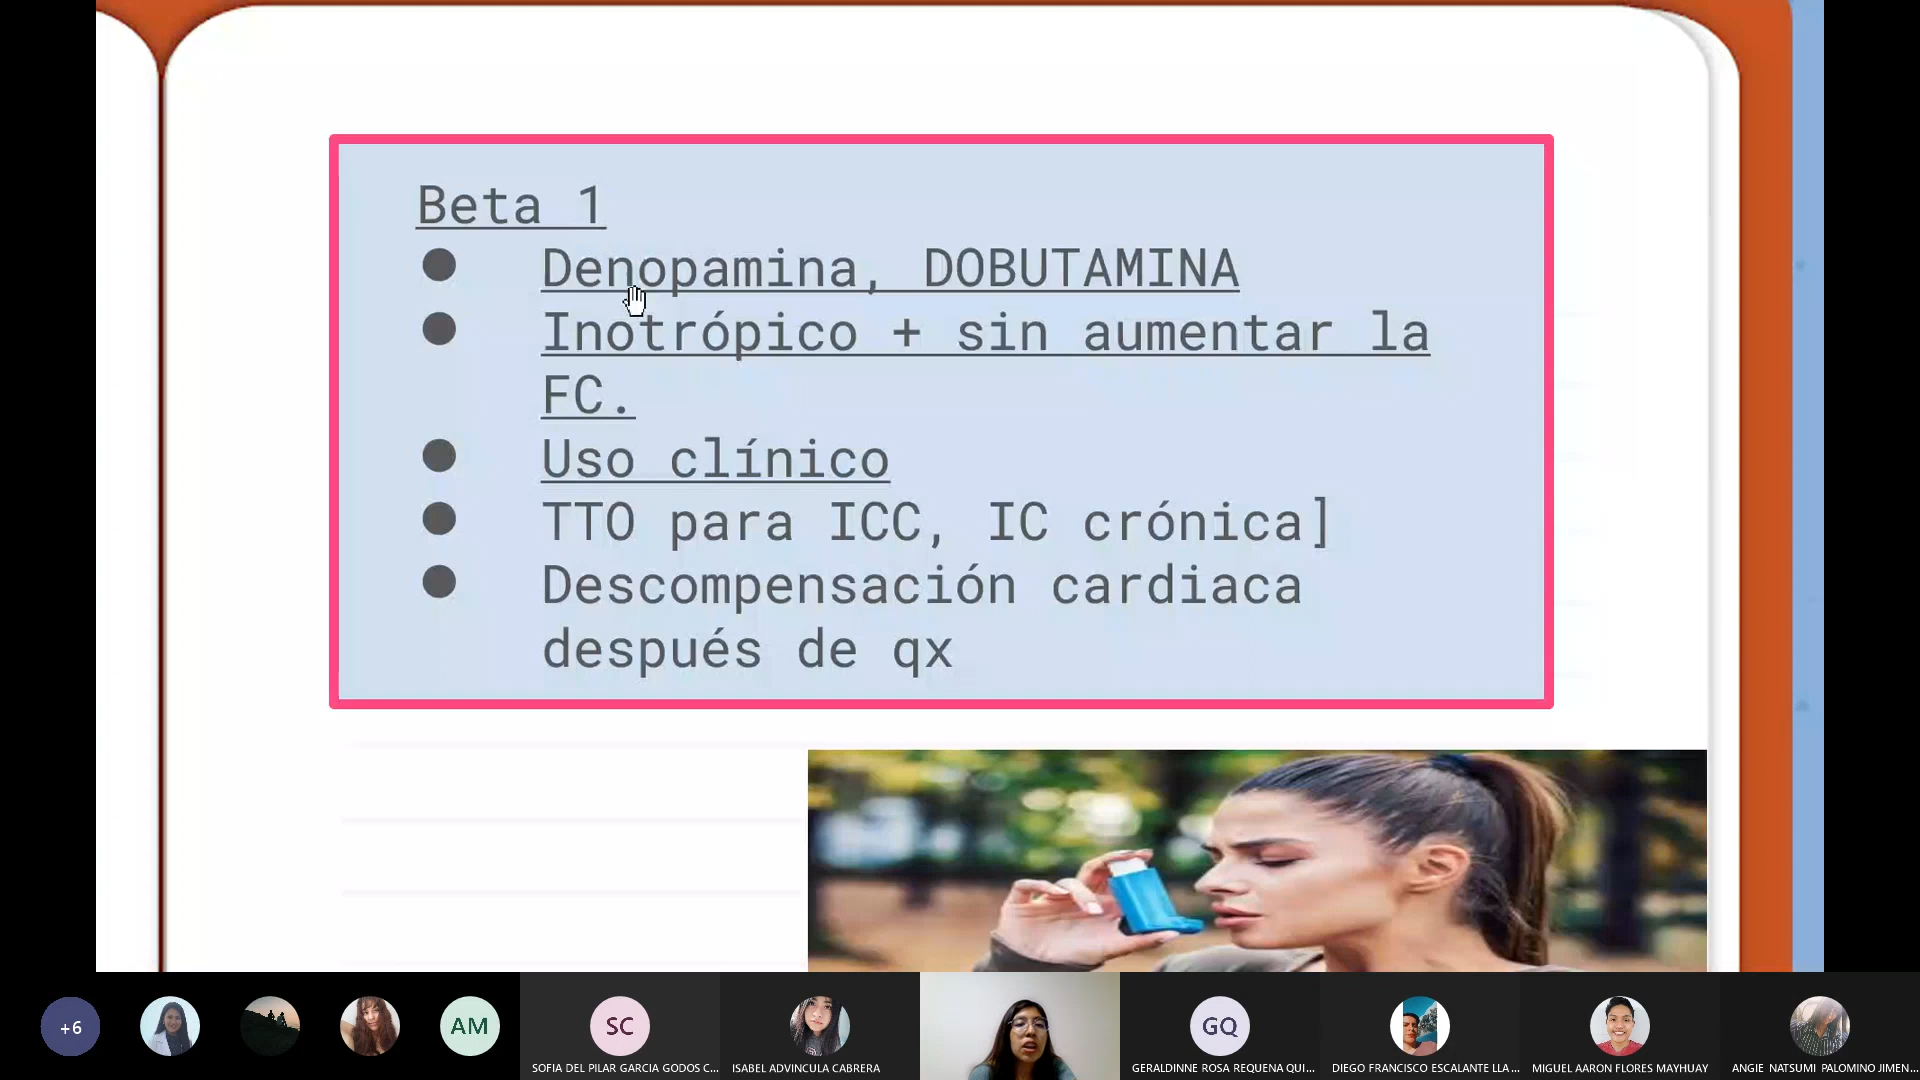 Beta 1
● Denopamina, DOBUTAMINA
● Inotrópico + sin aumentar la
FC.
● Uso clínico
● TTO para ICC, IC crónica]
● Descompensación cardiaca
después de qx
+6
AM
SC
SOFIA DEL PILAR GARCIA GODOS C...
ISABEL ADVINCULA CABRERA
GQ
GERALDINNE ROSA REQUENA QUI...
DIEGO FRANCISCO ESCALANTE LLA...
MIGUEL AARON FLORES MAYHUAY
ANGIE NATSUMI PALOMINO JIMEN...